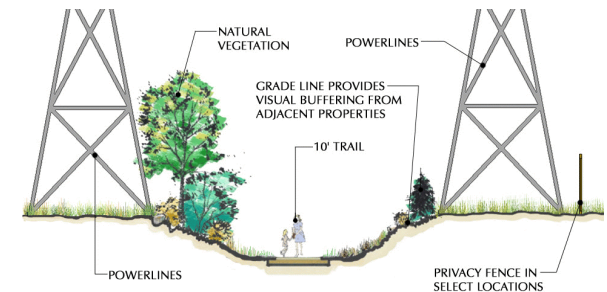 NATURAL
VEGETATION
POWERLINES
GRADE LINE PROVIDES
VISUAL BUFFERING FROM
ADJACENT PROPERTIES
10' TRAIL
POWERLINES
PRIVACY FENCE IN
SELECT LOCATIONS